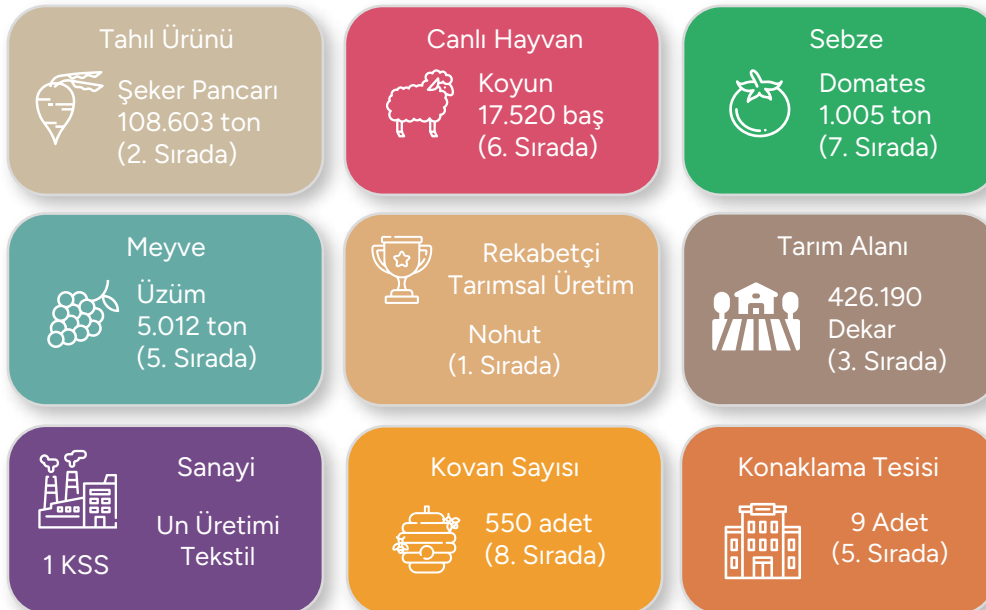 Tahıl Ürünü
Şeker Pancarı
108.603 ton
(2. Sırada)
Canlı Hayvan
Koyun
17.520 baş
(6. Sırada)
Sebze
Domates
1.005 ton
(7. Sırada)
Meyve
Üzüm
5.012 ton
(5. Sırada)
Rekabetçi
Tarımsal Üretim
Nohut
(1. Sırada)
Tarım Alanı
426.190
Dekar
(3. Sırada)
Sanayi
Un Üretimi
Tekstil
1 KSS
Kovan Sayısı
550 adet
(8. Sırada)
Konaklama Tesisi
9 Adet
(5. Sırada)